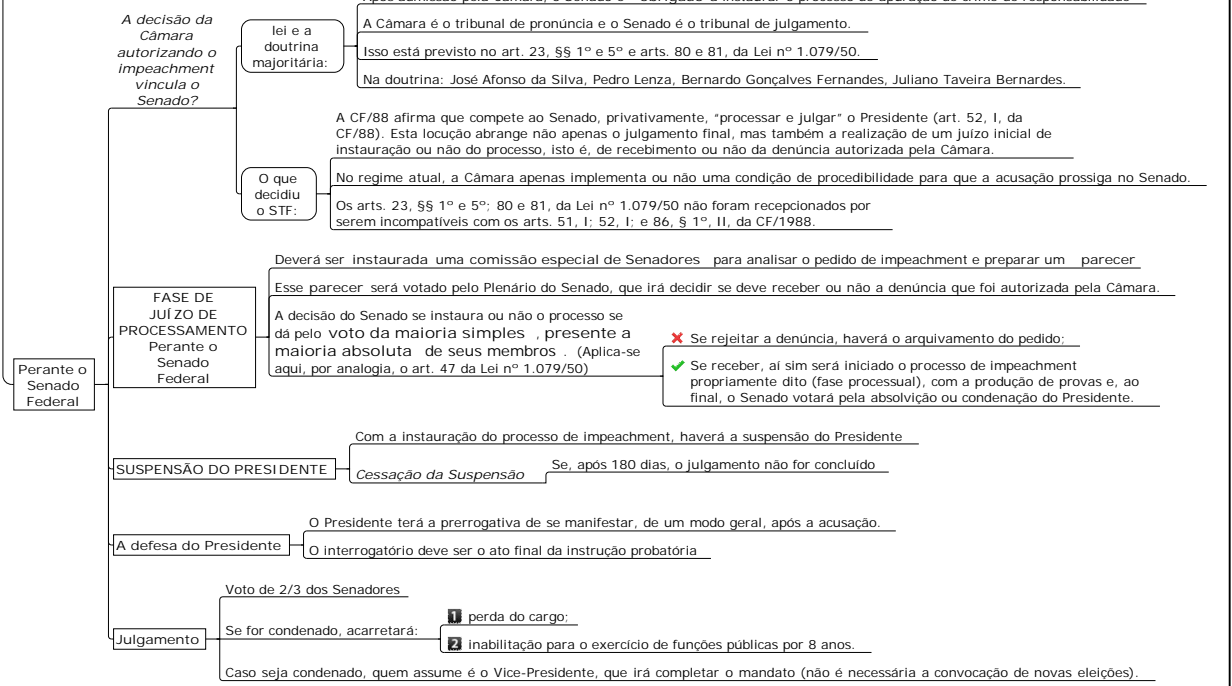 A decisão da
Câmara
autorizando o
impeachment
vincula o
Senado?
lei e a
doutrina
majoritária:
A Câmara é o tribunal de pronúncia e o Senado é o tribunal de julgamento.
Isso está previsto no art. 23, §§ 1º e 5º e arts. 80 e 81, da Lei nº 1.079/50.
Na doutrina: José Afonso da Silva, Pedro Lenza, Bernardo Gonçalves Fernandes, Juliano Taveira Bernardes.
O que
decidiu
o STF:
A CF/88 afirma que compete ao Senado, privativamente, "processar e julgar" o Presidente (art. 52, I, da
CF/88). Esta locução abrange não apenas o julgamento final, mas também a realização de um juízo inicial de
instauração ou não do processo, isto é, de recebimento ou não da denúncia autorizada pela Câmara.
No regime atual, a Câmara apenas implementa ou não uma condição de procedibilidade para que a acusação prossiga no Senado.
Os arts. 23, §§ 1º e 5º; 80 e 81, da Lei nº 1.079/50 não foram recepcionados por
serem incompatíveis com os arts. 51, I; 52, I; e 86, § 1º, II, da CF/1988.
Perante o
Senado
Federal
FASE DE
JUÍZO DE
PROCESSAMENTO
Perante o
Senado
Federal
Deverá ser instaurada uma comissão especial de Senadores para analisar o pedido de impeachment e preparar um parecer
Esse parecer será votado pelo Plenário do Senado, que irá decidir se deve receber ou não a denúncia que foi autorizada pela Câmara.
A decisão do Senado se instaura ou não o processo se
dá pelo voto da maioria simples , presente a
maioria absoluta de seus membros . (Aplica-se
aqui, por analogia, o art. 47 da Lei nº 1.079/50)
Se rejeitar a denúncia, haverá o arquivamento do pedido;
Se receber, aí sim será iniciado o processo de impeachment
propriamente dito (fase processual), com a produção de provas e, ao
final, o Senado votará pela absolvição ou condenação do Presidente.
SUSPENSÃO DO PRESIDENTE
Com a instauração do processo de impeachment, haverá a suspensão do Presidente
Cessação da Suspensão
Se, após 180 dias, o julgamento não for concluído
A defesa do Presidente
O Presidente terá a prerrogativa de se manifestar, de um modo geral, após a acusação.
O interrogatório deve ser o ato final da instrução probatória
Julgamento
Voto de 2/3 dos Senadores
Se for condenado, acarretará:
1 perda do cargo;
2 inabilitação para o exercício de funções públicas por 8 anos.
Caso seja condenado, quem assume é o Vice-Presidente, que irá completar o mandato (não é necessária a convocação de novas eleições).